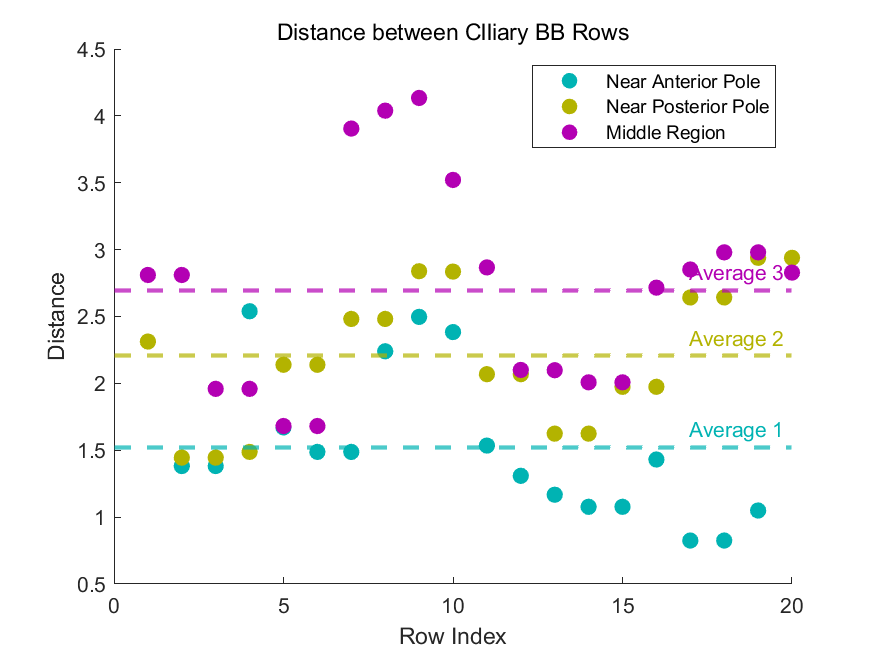 Distance between CIliary BB Rows
4.5
4
3.5
3
2.5
2
1.5
1
0.5
Distance
Near Anterior Pole
Near Posterior Pole
Middle Region
Average 3
Average 2
Average 1
0
5
10
15
20
Row Index